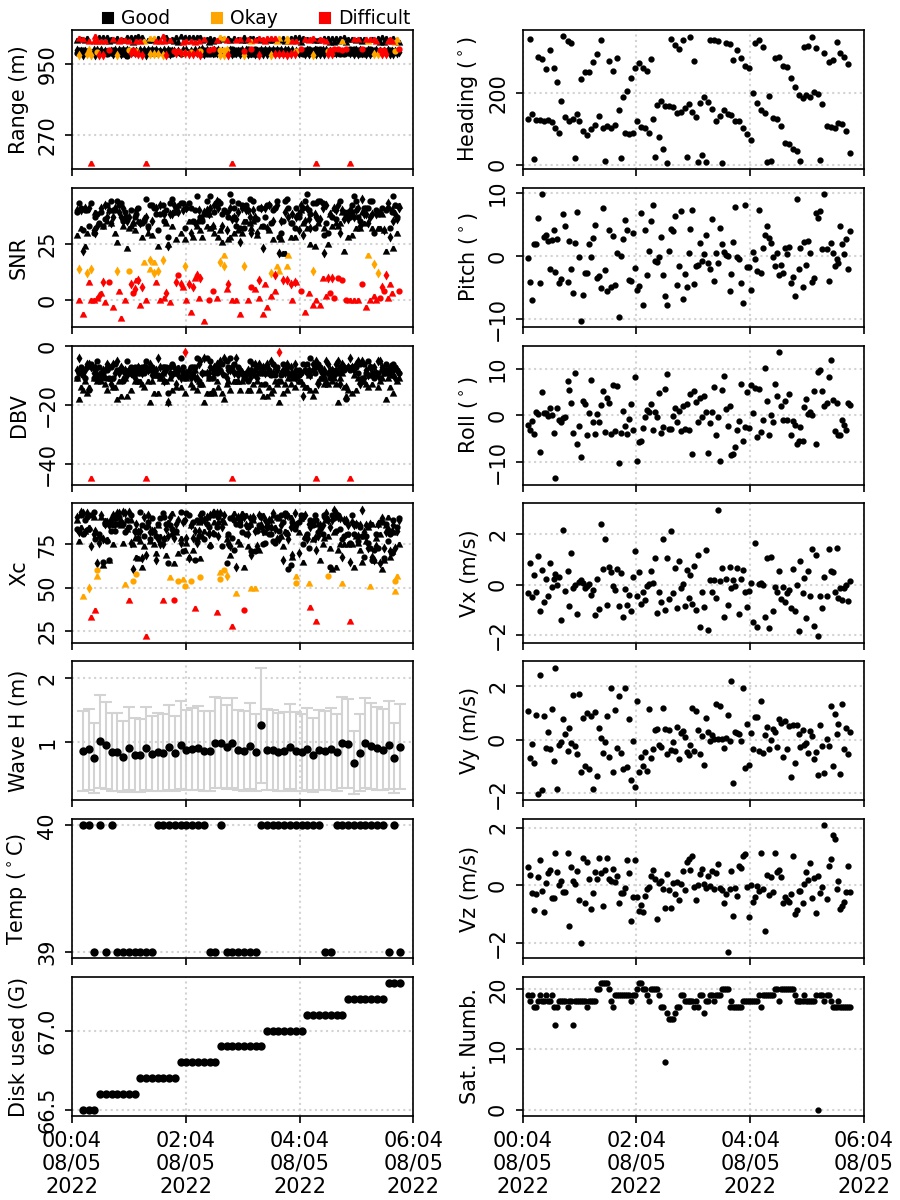 Good Okay Difficult
Range (m)
950
270
Heading (°)
200
0
SNR
25
0
Pitch (°)
10
0
−10
DBV
0
−20
−40
Roll (°)
10
0
−10
Xc
75
50
25
Vx (m/s)
2
0
−2
Wave H (m)
2
1
Vy (m/s)
2
0
−2
Temp (°C)
40
39
Vz (m/s)
2
0
−2
Disk used (G)
67.0
66.5
Sat. Numb.
20
10
0
00:04 02:04 04:04 06:04
08/05 08/05 08/05 08/05
2022 2022 2022 2022
00:04 02:04 04:04 06:04
08/05 08/05 08/05 08/05
2022 2022 2022 2022